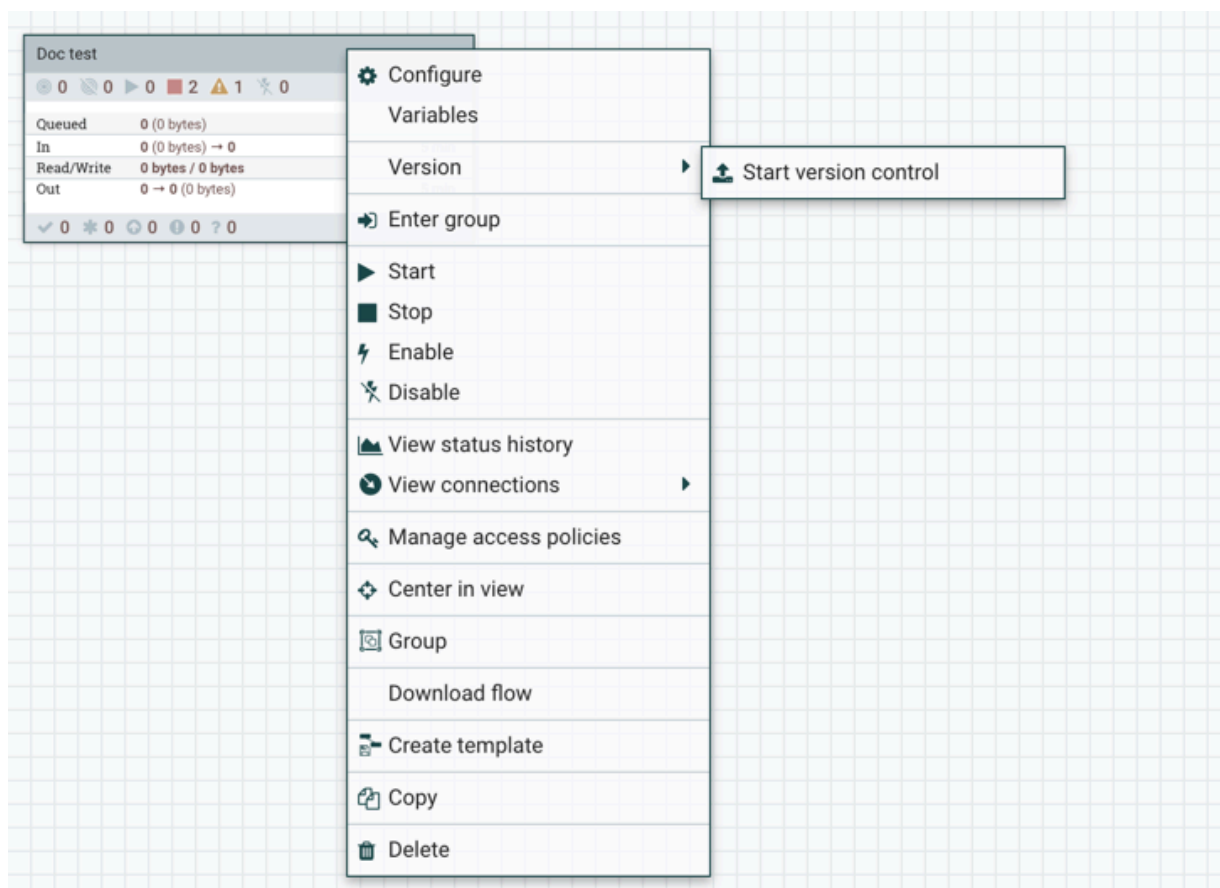 Doc test
0 0 0 2 1 0
Queued 0 (0 bytes)
In 0 (0 bytes) → 0
Read/Write 0 bytes / 0 bytes
Out 0 → 0 (0 bytes)
0 0 0 0 ? 0
Configure
Variables
Version
Start version control
Enter group
Start
Stop
Enable
Disable
View status history
View connections
Manage access policies
Center in view
Group
Download flow
Create template
Copy
Delete